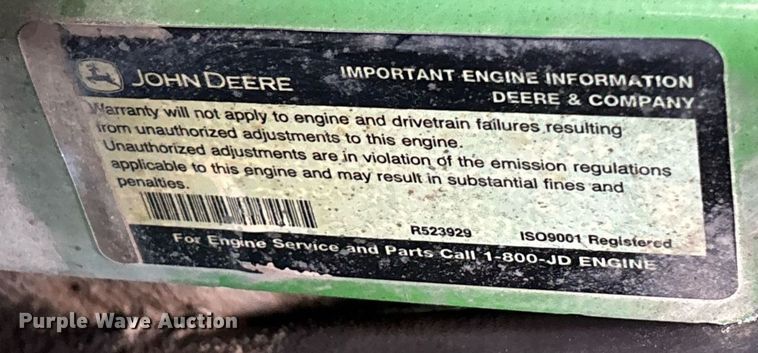 JOHN DEERE
IMPORTANT ENGINE INFORMATION
DEERE & COMPANY
Warranty will not apply to engine and drivetrain failures resulting
from unauthorized adjustments to this engine.
Unauthorized adjustments are in violation of the emission regulations
applicable to this engine and may result in substantial fines and
penalties.
R523929
ISO9001 Registered
For Engine Service and Parts Call 1-800-JD ENGINE
Purple Wave Auction